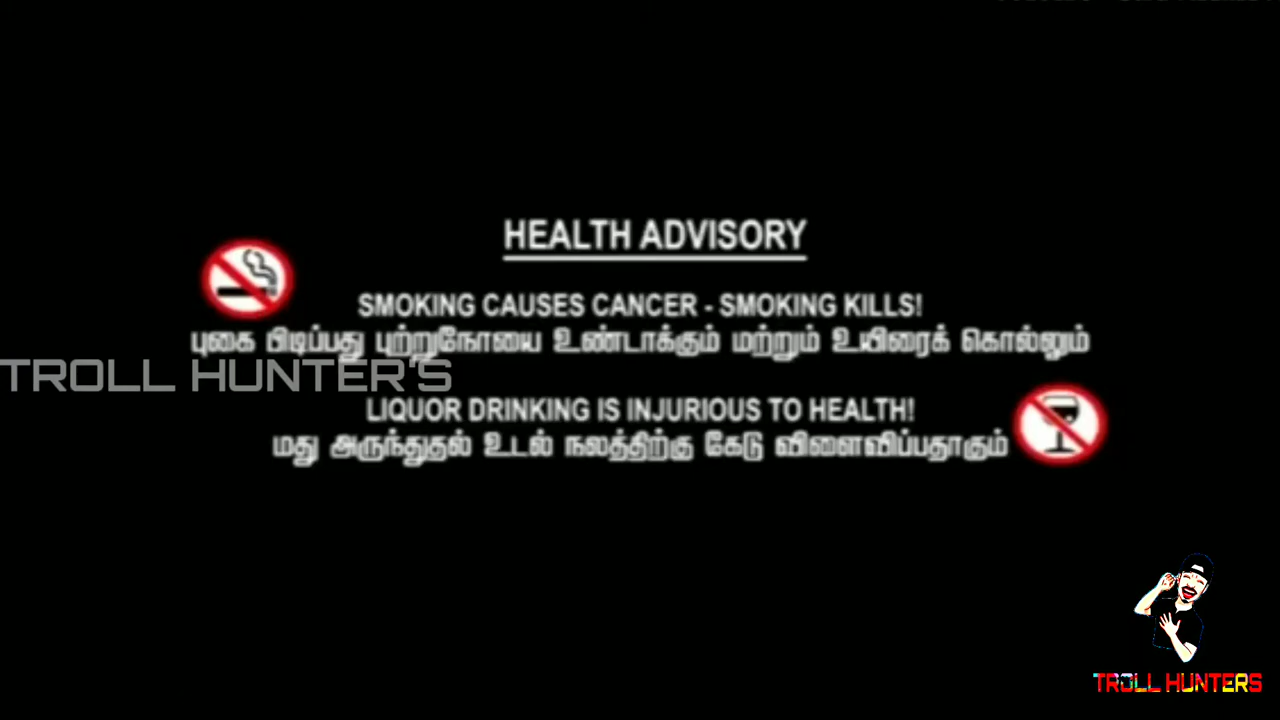 HEALTH ADVISORY
SMOKING CAUSES CANCER - SMOKING KILLS!
புகை பிடிப்பது புற்றுநோயை உண்டாக்கும் மற்றும் உயிரைக் கொல்லும்
TROLL HUNTER'S
LIQUOR DRINKING IS INJURIOUS TO HEALTH!
மது அருந்துதல் உடல் நலத்திற்கு கேடு விளைவிப்பதாகும்
TROLL HUNTERS